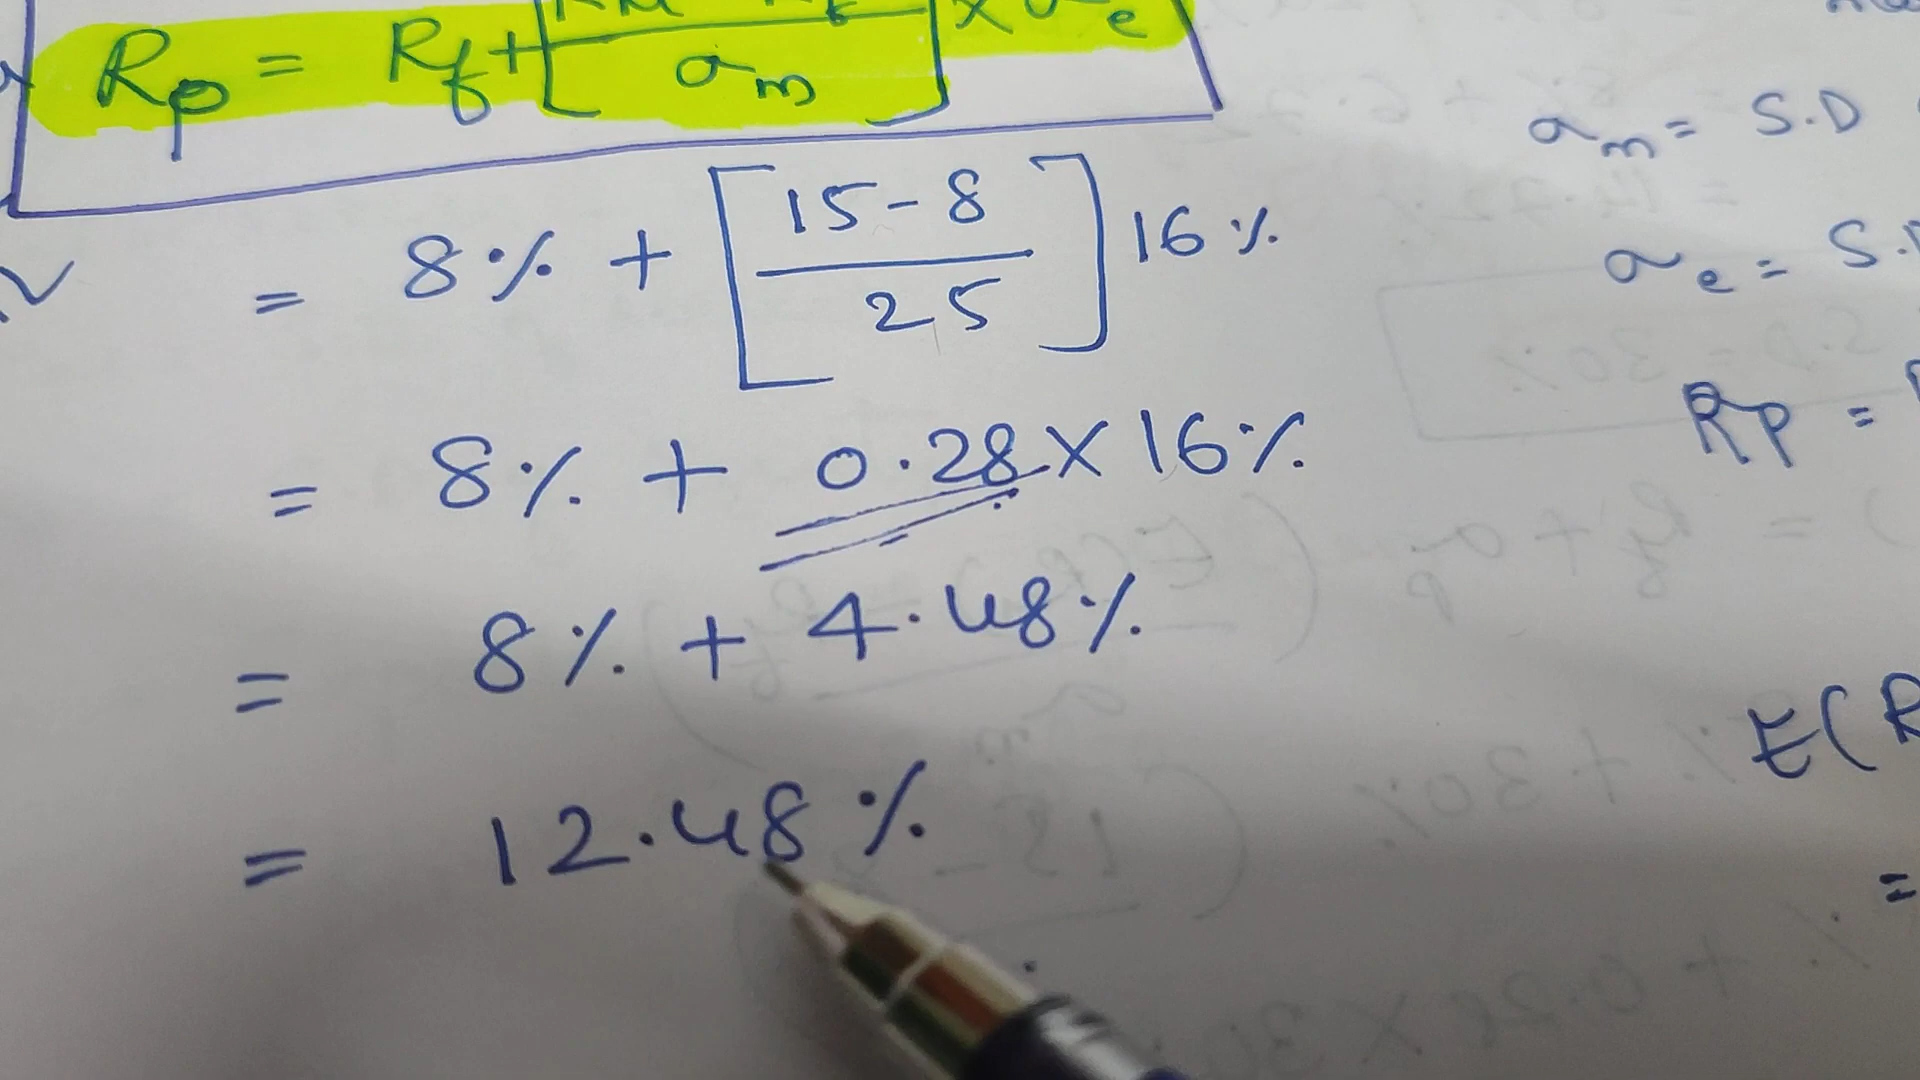 Rp = Rf + [ / σm ] × σe
= 8% + [15-8 / 25] 16%
= 8% + 0.28 × 16%
= 8% + 4.48%
= 12.48%
σm = S.D
σe = S.D
Rp =
E(R
=